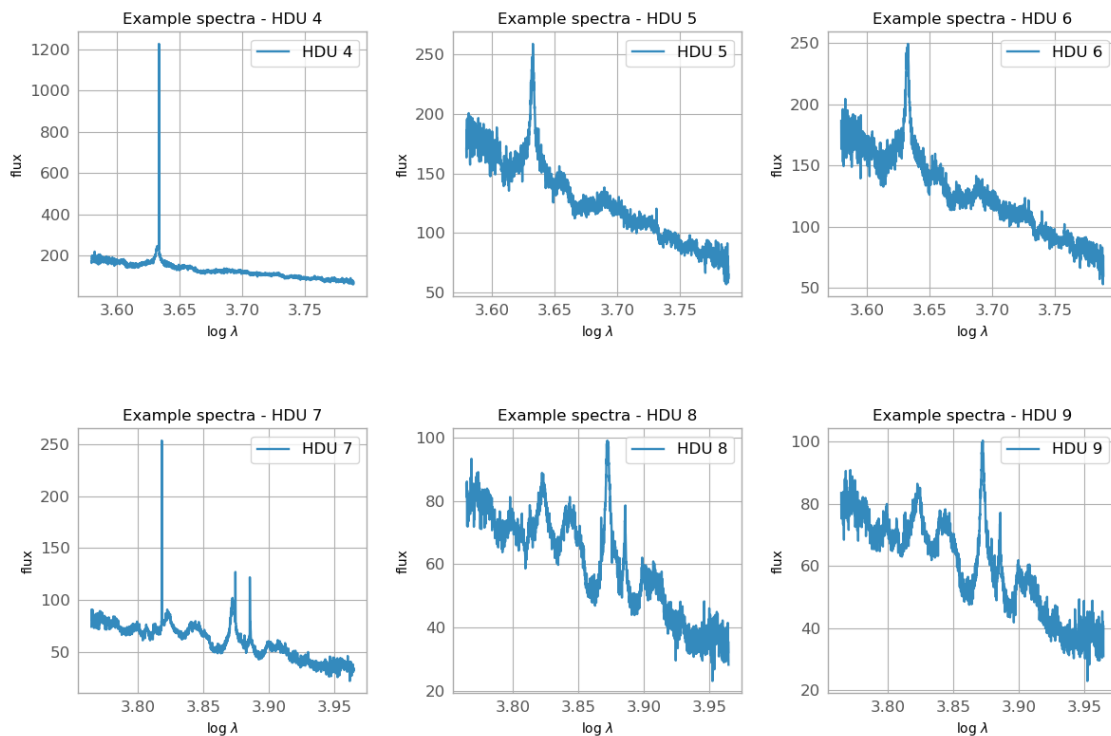 Example spectra - HDU 4
HDU 4
1200
1000
800
600
400
200
flux
3.60 3.65 3.70 3.75
log λ
Example spectra - HDU 5
HDU 5
250
200
150
100
50
flux
3.60 3.65 3.70 3.75
log λ
Example spectra - HDU 6
HDU 6
250
200
150
100
50
flux
3.60 3.65 3.70 3.75
log λ
Example spectra - HDU 7
HDU 7
250
200
150
100
50
flux
3.80 3.85 3.90 3.95
log λ
Example spectra - HDU 8
HDU 8
100
80
60
40
20
flux
3.80 3.85 3.90 3.95
log λ
Example spectra - HDU 9
HDU 9
100
80
60
40
20
flux
3.80 3.85 3.90 3.95
log λ